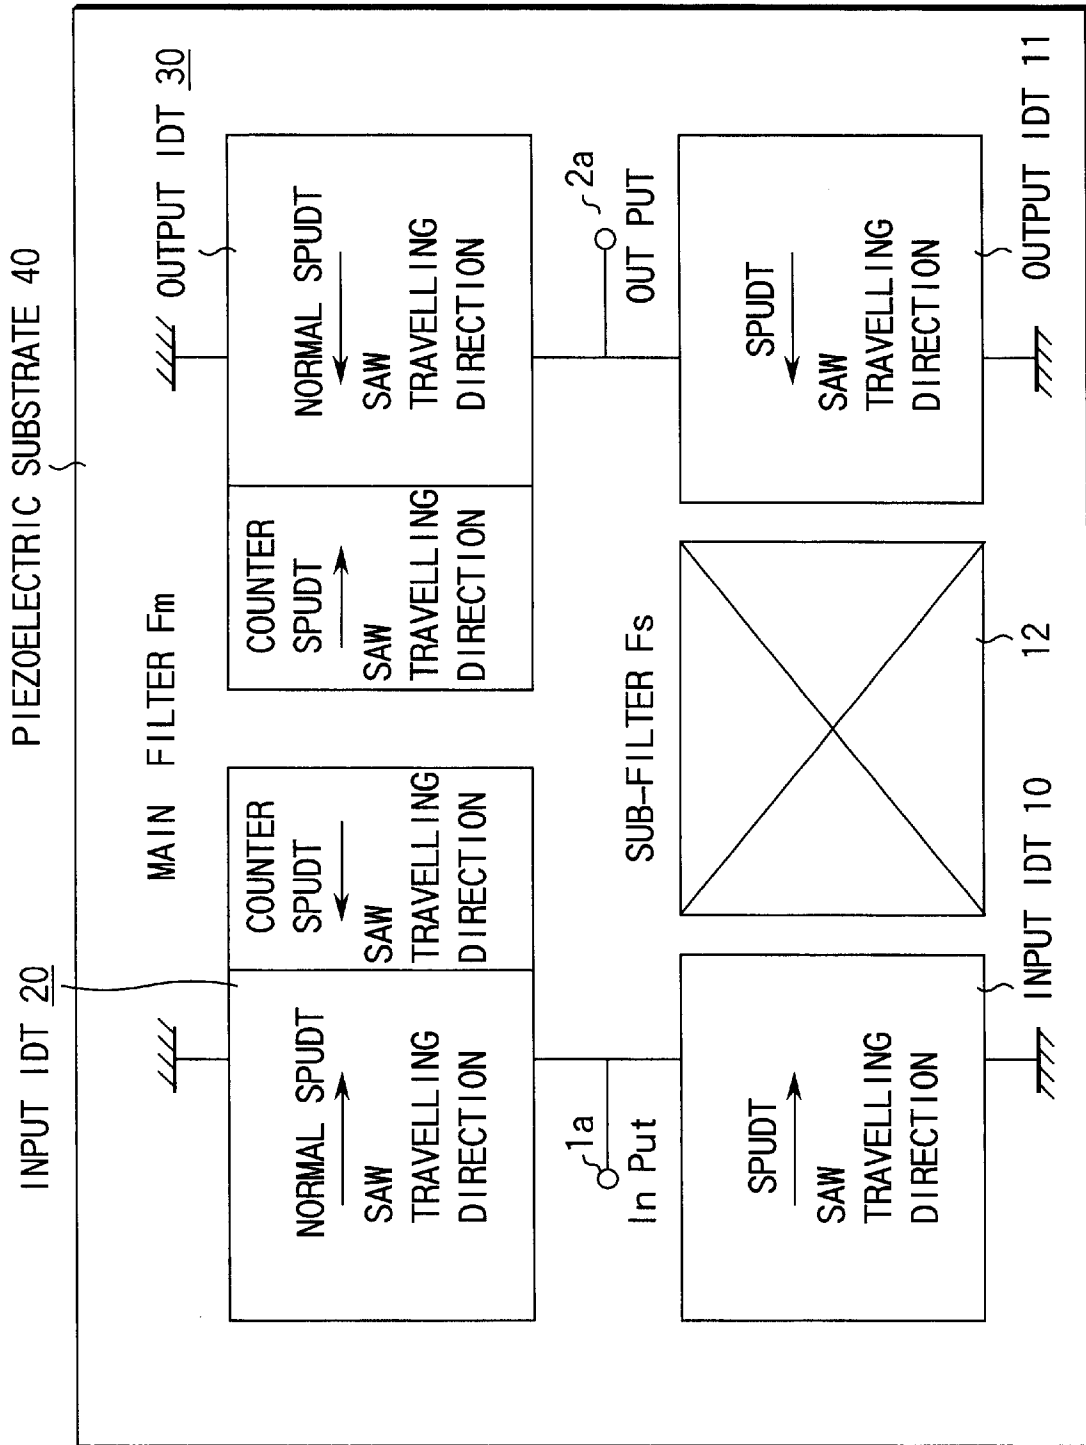 PIEZOELECTRIC SUBSTRATE 40
INPUT IDT 20
MAIN FILTER Fm
OUTPUT IDT 30
NORMAL SPUDT
SAW
TRAVELLING
DIRECTION
COUNTER
SPUDT
SAW
TRAVELLING
DIRECTION
COUNTER
SPUDT
SAW
TRAVELLING
DIRECTION
NORMAL SPUDT
SAW
TRAVELLING
DIRECTION
1a
In Put
2a
OUT PUT
SUB-FILTER Fs
SPUDT
SAW
TRAVELLING
DIRECTION
SPUDT
SAW
TRAVELLING
DIRECTION
INPUT IDT 10
12
OUTPUT IDT 11